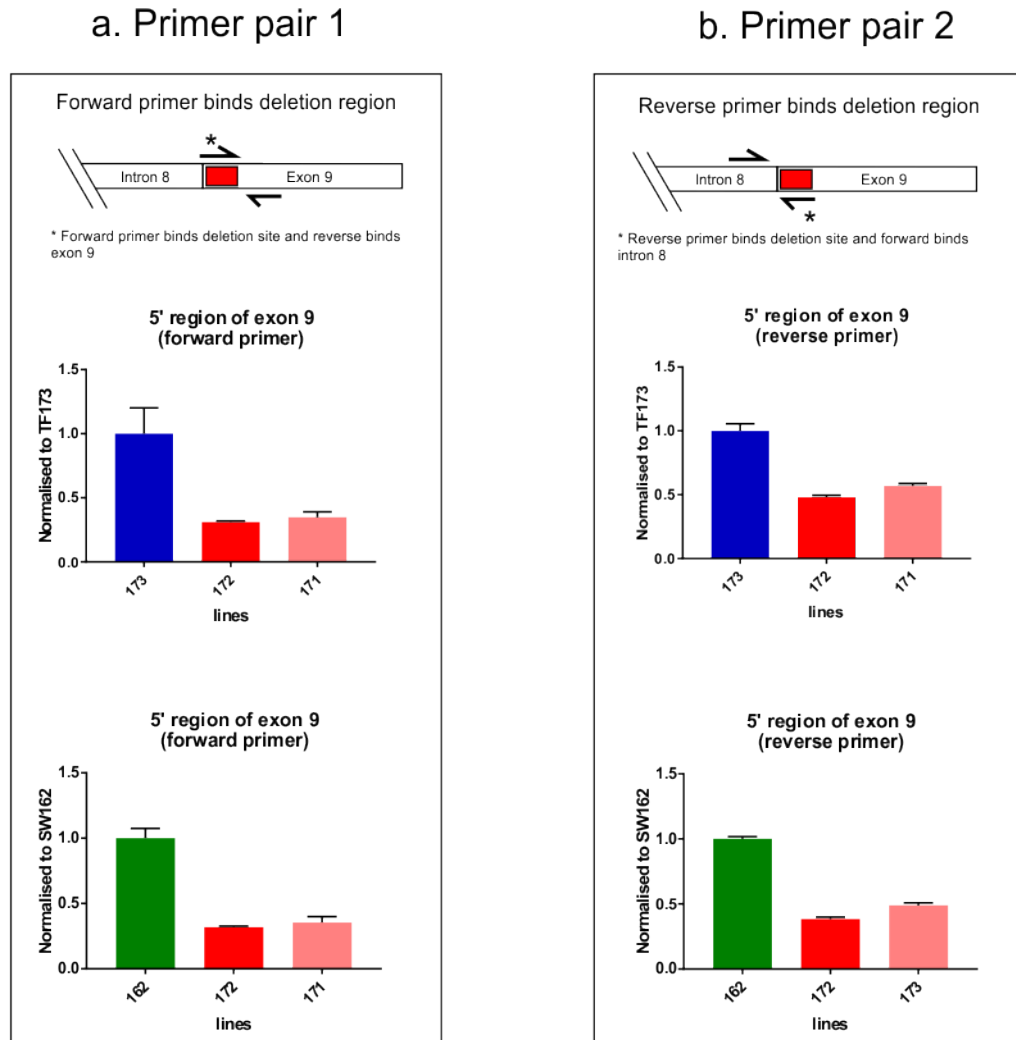 a. Primer pair 1
Forward primer binds deletion region
*
Intron 8
Exon 9
* Forward primer binds deletion site and reverse binds
exon 9
5' region of exon 9
(forward primer)
Normalised to TF173
1.5
1.0
0.5
0.0
173
172
171
lines
5' region of exon 9
(forward primer)
Normalised to SW162
1.5
1.0
0.5
0.0
162
172
171
lines
b. Primer pair 2
Reverse primer binds deletion region
Intron 8
Exon 9
*
* Reverse primer binds deletion site and forward binds
intron 8
5' region of exon 9
(reverse primer)
Normalised to TF173
1.5
1.0
0.5
0.0
173
172
171
lines
5' region of exon 9
(reverse primer)
Normalised to SW162
1.5
1.0
0.5
0.0
162
172
173
lines